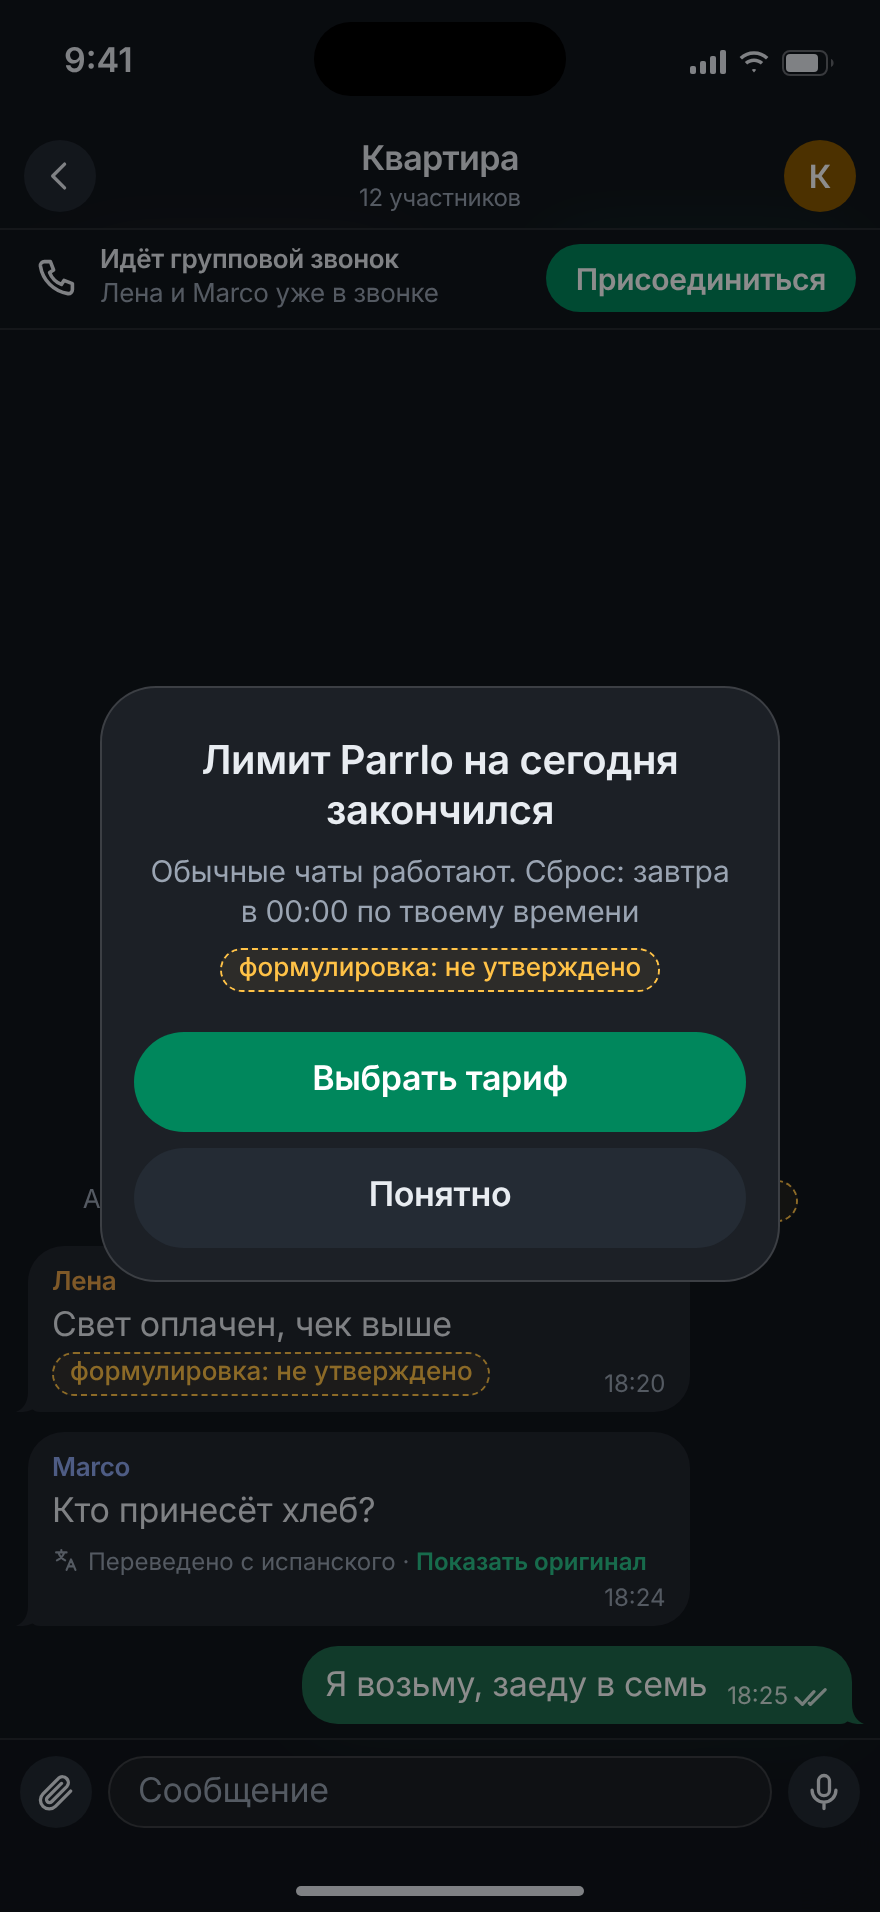 9:41
Квартира
12 участников
К
Идёт групповой звонок
Лена и Marco уже в звонке
Присоединиться
Лимит Parrlo на сегодня
закончился
Обычные чаты работают. Сброс: завтра
в 00:00 по твоему времени
формулировка: не утверждено
Выбрать тариф
Понятно
Лена
Свет оплачен, чек выше
формулировка: не утверждено
18:20
Marco
Кто принесёт хлеб?
Переведено с испанского · Показать оригинал
18:24
Я возьму, заеду в семь 18:25
Сообщение